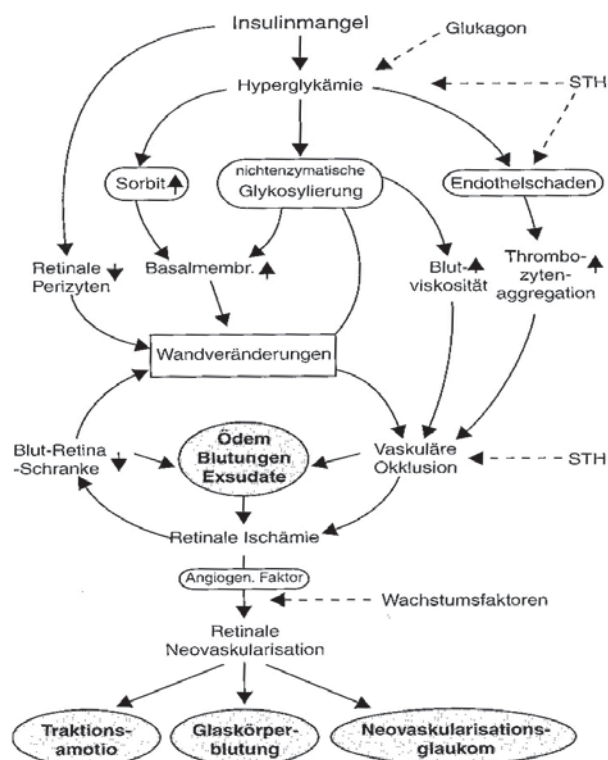 Insulinmangel
Glukagon
Hyperglykämie
STH
Sorbit
nichtenzymatische
Glykosylierung
Endothelschaden
Retinale
Perizyten
Basalmembr.
Blut-
viskosität
Thrombo-
zyten-
aggregation
Wandveränderungen
Blut-Retina
-Schranke
Ödem
Blutungen
Exsudate
Vaskuläre
Okklusion
STH
Retinale Ischämie
Angiogen. Faktor
Wachstumsfaktoren
Retinale
Neovaskularisation
Traktions-
amotio
Glaskörper-
blutung
Neovaskularisations-
glaukom